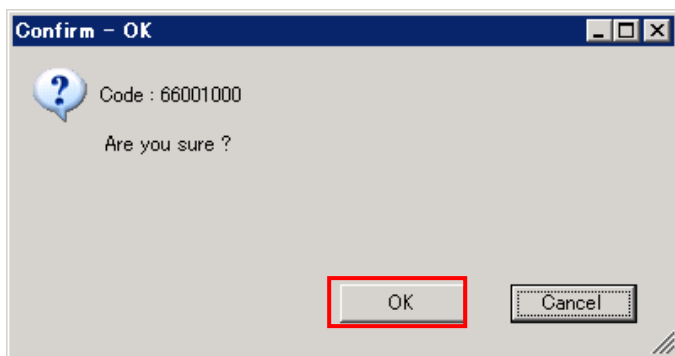 Confirm - OK
Code : 66001000
Are you sure ?
OK
Cancel